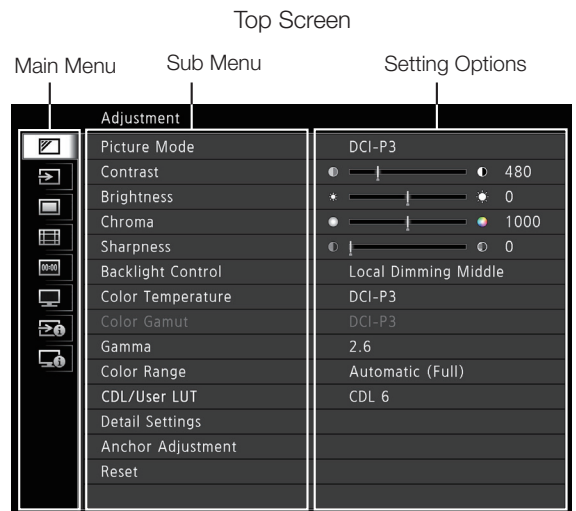 Top Screen
Main Menu Sub Menu Setting Options
Adjustment
Picture Mode DCI-P3
Contrast 480
Brightness 0
Chroma 1000
Sharpness 0
00:00 Backlight Control Local Dimming Middle
Color Temperature DCI-P3
Color Gamut DCI-P3
Gamma 2.6
Color Range Automatic (Full)
CDL/User LUT CDL 6
Detail Settings
Anchor Adjustment
Reset